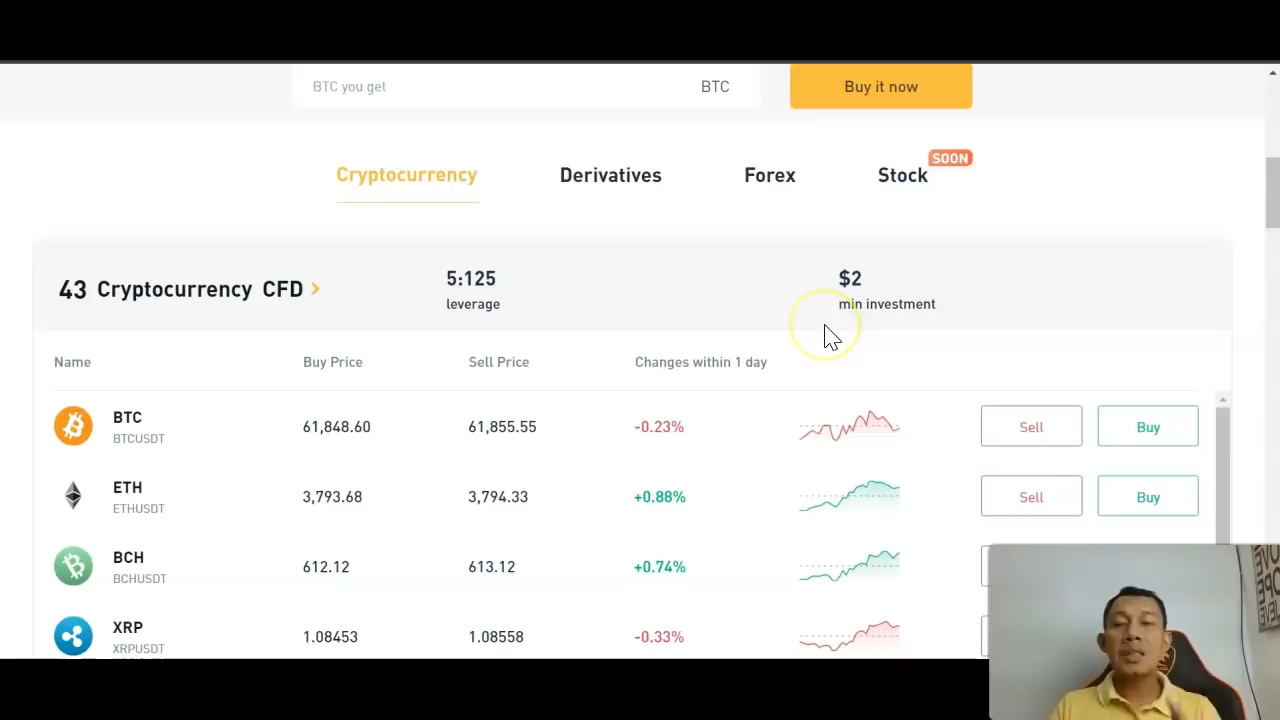 BTC you get BTC Buy it now
SOON
Cryptocurrency Derivatives Forex Stock
43 Cryptocurrency CFD 5:125 $2
leverage min investment
Name Buy Price Sell Price Changes within 1 day
BTC
BTCUSDT 61,848.60 61,855.55 -0.23% Sell Buy
ETH
ETHUSDT 3,793.68 3,794.33 +0.88% Sell Buy
BCH
BCHUSDT 612.12 613.12 +0.74%
XRP
XRPUSDT 1.08453 1.08558 -0.33%